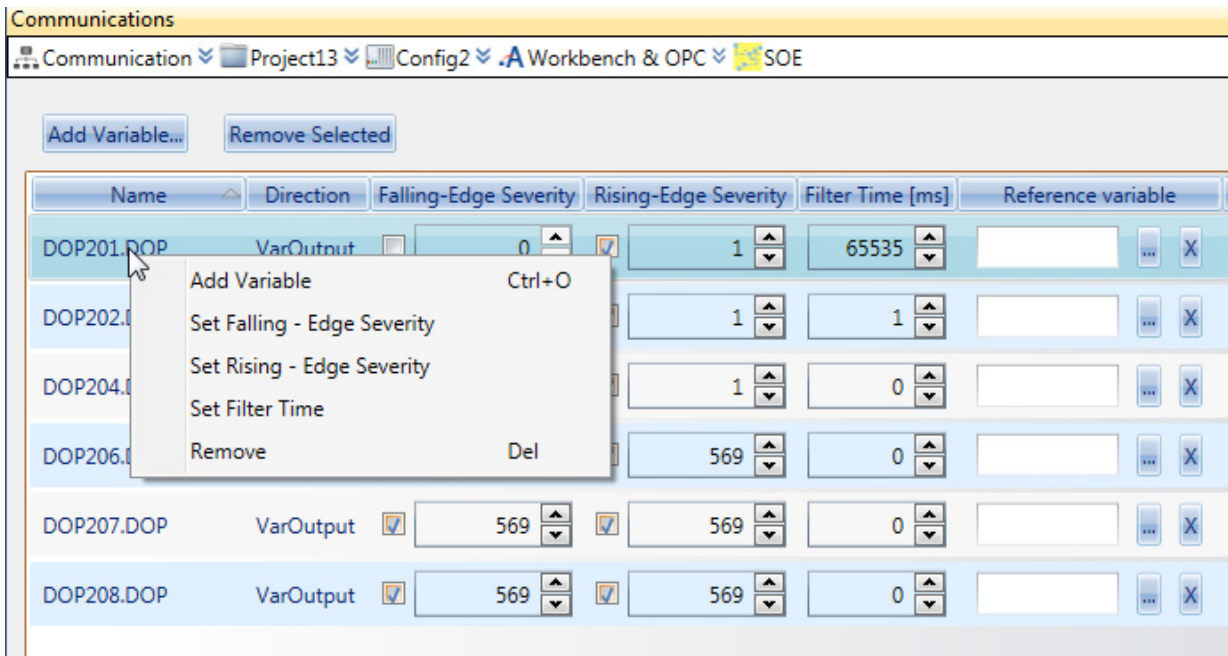 Communications
Communication Project13 Config2 Workbench & OPC SOE
Add Variable... Remove Selected
Name Direction Falling-Edge Severity Rising-Edge Severity Filter Time [ms] Reference variable
DOP201.DOP VarOutput 0 1 65535 ... X
Add Variable Ctrl+O
DOP202. 1 1 ... X
Set Falling - Edge Severity
Set Rising - Edge Severity
DOP204. 1 0 ... X
Set Filter Time
DOP206. 569 0 ... X
Remove Del
DOP207.DOP VarOutput 569 569 0 ... X
DOP208.DOP VarOutput 569 569 0 ... X